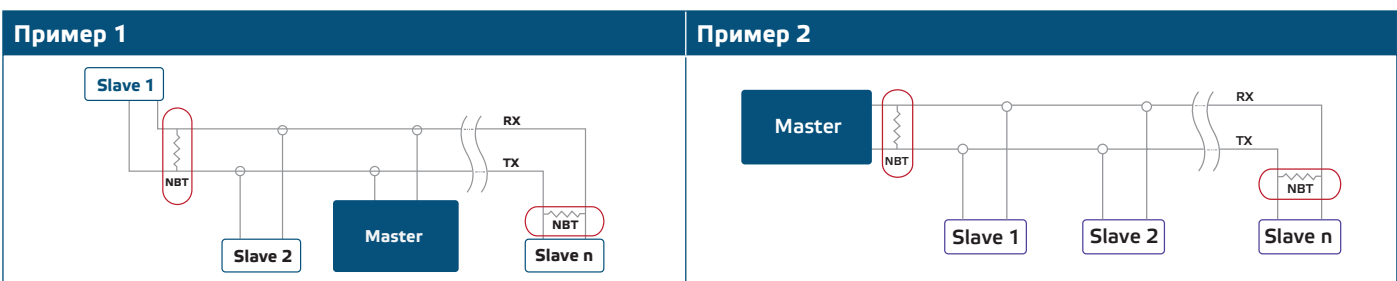 Пример 1
Slave 1
RX
TX
NBT
NBT
Master
Slave 2
Slave n
Пример 2
RX
Master
TX
NBT
NBT
Slave 1
Slave 2
Slave n